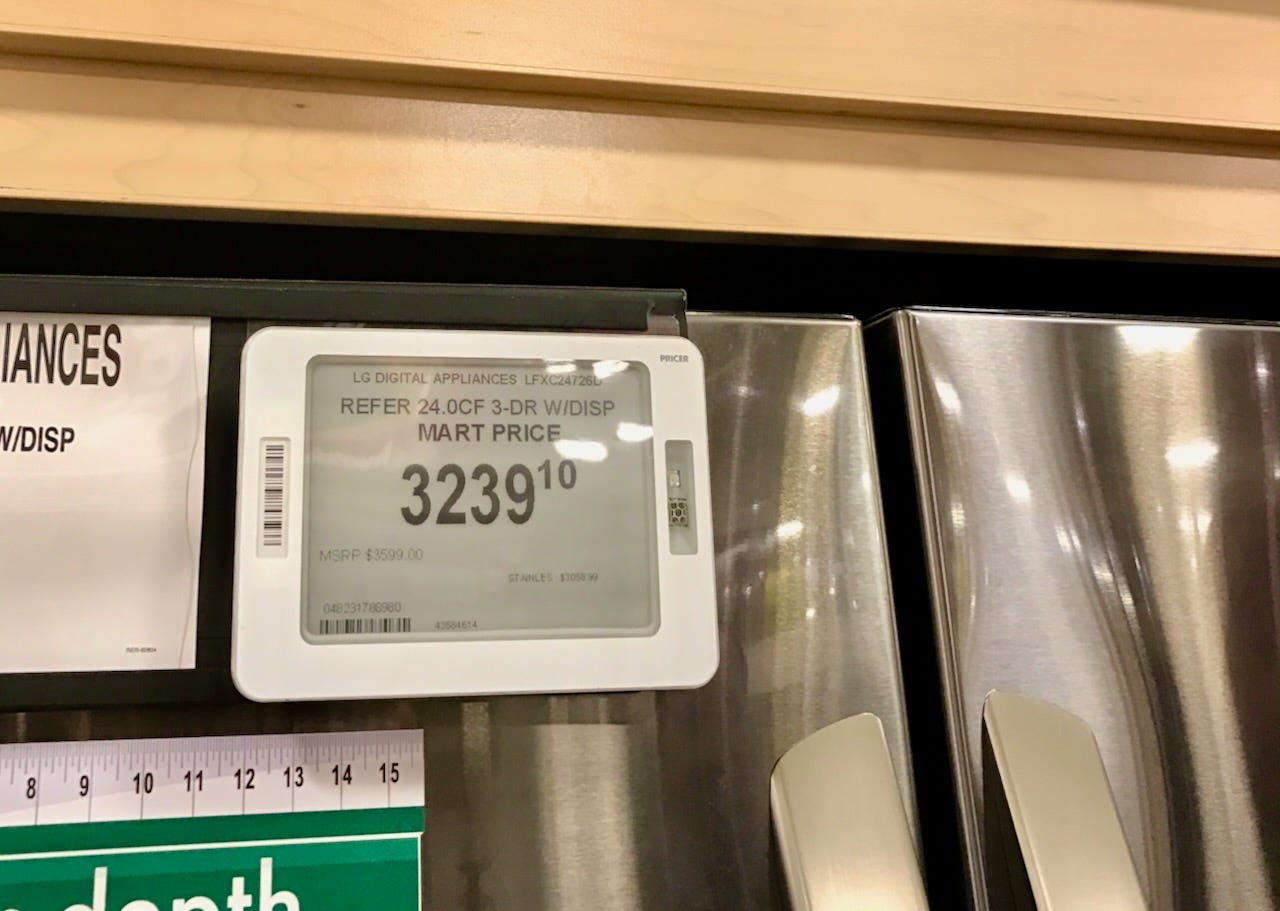 IANCES
W/DISP
PRICER
LG DIGITAL APPLIANCES LFXC24726D
REFER 24.0CF 3-DR W/DISP
MART PRICE
3239 10
MSRP $3599.00
STAINLES $3058.99
048231786980
43584614
8 9 10 11 12 13 14 15
depth